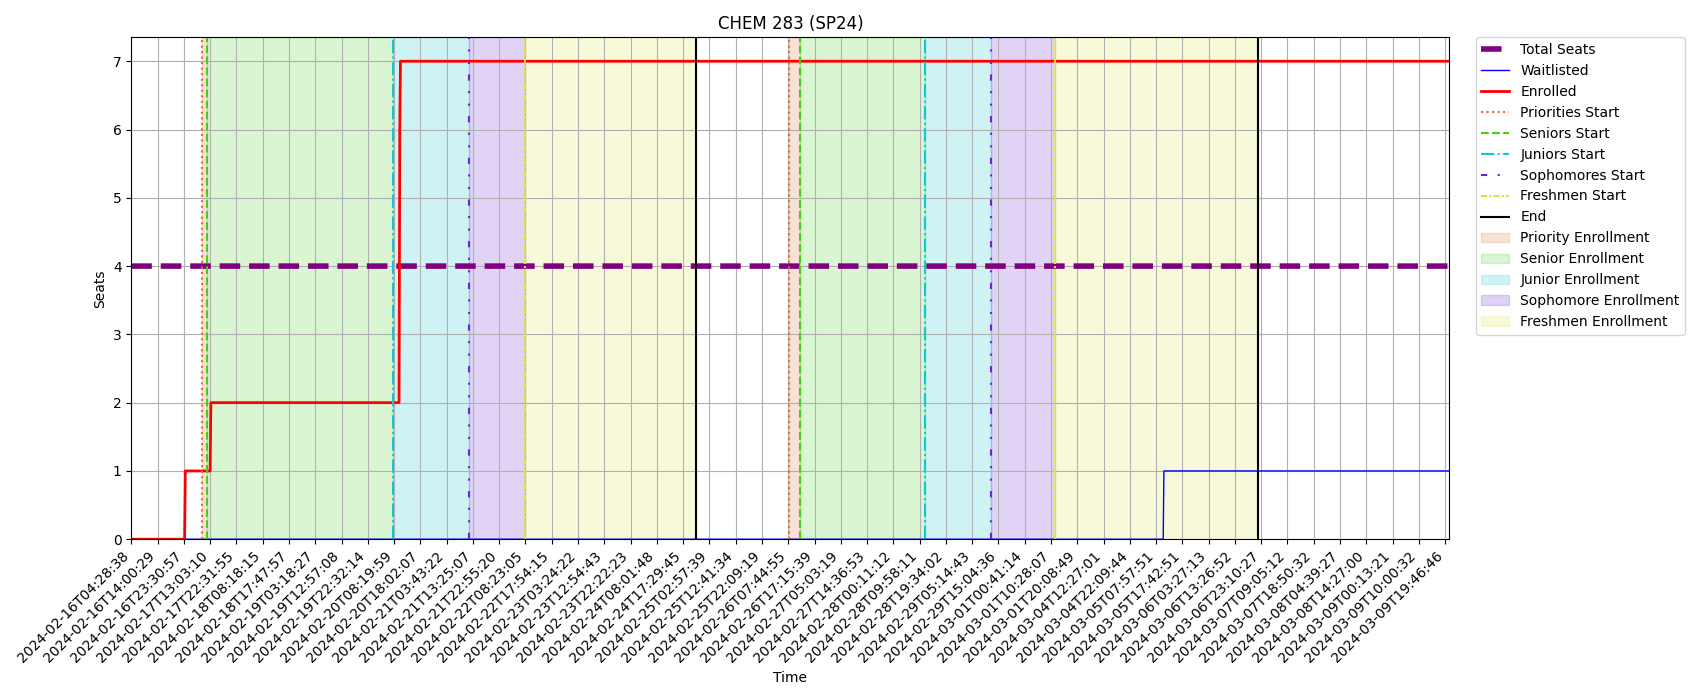 CHEM 283 (SP24)
Total Seats
Waitlisted
Enrolled
Priorities Start
Seniors Start
Juniors Start
Sophomores Start
Freshmen Start
End
Priority Enrollment
Senior Enrollment
Junior Enrollment
Sophomore Enrollment
Freshmen Enrollment
Seats
7
6
5
4
3
2
1
0
2024-02-16T04:28:38
2024-02-16T14:00:29
2024-02-16T23:30:57
2024-02-17T13:03:10
2024-02-17T22:31:55
2024-02-18T08:18:15
2024-02-18T17:47:57
2024-02-19T03:18:27
2024-02-19T12:57:08
2024-02-19T22:32:14
2024-02-20T08:19:59
2024-02-20T18:02:07
2024-02-21T03:43:22
2024-02-21T13:25:07
2024-02-21T22:55:20
2024-02-22T08:23:05
2024-02-22T17:54:15
2024-02-23T03:24:22
2024-02-23T12:54:43
2024-02-23T22:22:23
2024-02-24T08:01:48
2024-02-24T17:29:45
2024-02-25T02:57:39
2024-02-25T12:41:34
2024-02-25T22:09:19
2024-02-26T07:44:55
2024-02-26T17:15:39
2024-02-27T05:03:19
2024-02-27T14:36:53
2024-02-28T00:11:12
2024-02-28T09:58:11
2024-02-28T19:34:02
2024-02-29T05:14:43
2024-02-29T15:04:36
2024-03-01T00:41:14
2024-03-01T10:28:07
2024-03-01T20:08:49
2024-03-04T12:27:01
2024-03-04T22:09:44
2024-03-05T07:57:51
2024-03-05T17:42:51
2024-03-06T03:27:13
2024-03-06T13:26:52
2024-03-06T23:10:27
2024-03-07T09:05:12
2024-03-07T18:50:32
2024-03-08T04:39:27
2024-03-08T14:27:00
2024-03-09T00:13:21
2024-03-09T10:00:32
2024-03-09T19:46:46
Time